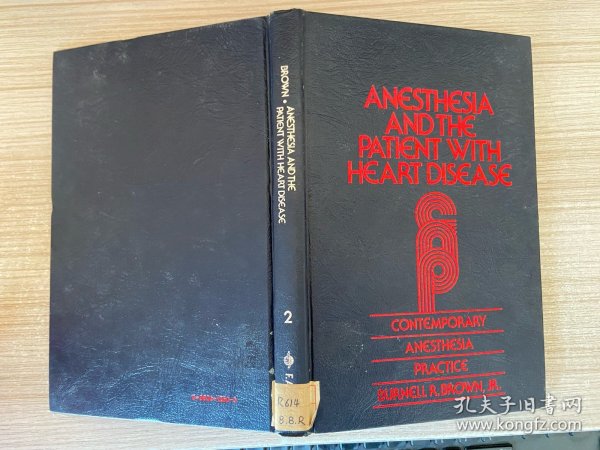 ANESTHESIA
AND THE
PATIENT WITH
HEART DISEASE
CONTEMPORARY
ANESTHESIA
PRACTICE
BURNELL R. BROWN, JR.
BROWN • ANESTHESIA AND THE
PATIENT WITH HEART DISEASE
2
R614
B.B.R
孔夫子旧书网
www.kongfz.com